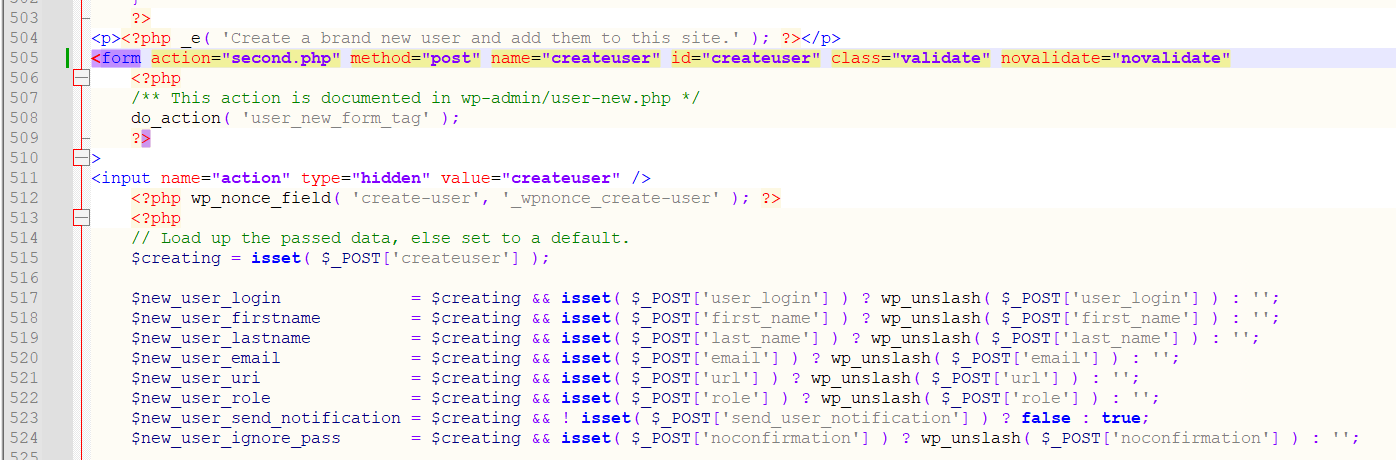 503 ?>
504 <p><?php _e( 'Create a brand new user and add them to this site.' ); ?></p>
505 <form action="second.php" method="post" name="createuser" id="createuser" class="validate" novalidate="novalidate"
506 <?php
507 /** This action is documented in wp-admin/user-new.php */
508 do_action( 'user_new_form_tag' );
509 ?>
510 >
511 <input name="action" type="hidden" value="createuser" />
512 <?php wp_nonce_field( 'create-user', '_wpnonce_create-user' ); ?>
513 <?php
514 // Load up the passed data, else set to a default.
515 $creating = isset( $_POST['createuser'] );
516
517 $new_user_login = $creating && isset( $_POST['user_login'] ) ? wp_unslash( $_POST['user_login'] ) : '';
518 $new_user_firstname = $creating && isset( $_POST['first_name'] ) ? wp_unslash( $_POST['first_name'] ) : '';
519 $new_user_lastname = $creating && isset( $_POST['last_name'] ) ? wp_unslash( $_POST['last_name'] ) : '';
520 $new_user_email = $creating && isset( $_POST['email'] ) ? wp_unslash( $_POST['email'] ) : '';
521 $new_user_uri = $creating && isset( $_POST['url'] ) ? wp_unslash( $_POST['url'] ) : '';
522 $new_user_role = $creating && isset( $_POST['role'] ) ? wp_unslash( $_POST['role'] ) : '';
523 $new_user_send_notification = $creating && ! isset( $_POST['send_user_notification'] ) ? false : true;
524 $new_user_ignore_pass = $creating && isset( $_POST['noconfirmation'] ) ? wp_unslash( $_POST['noconfirmation'] ) : '';
525